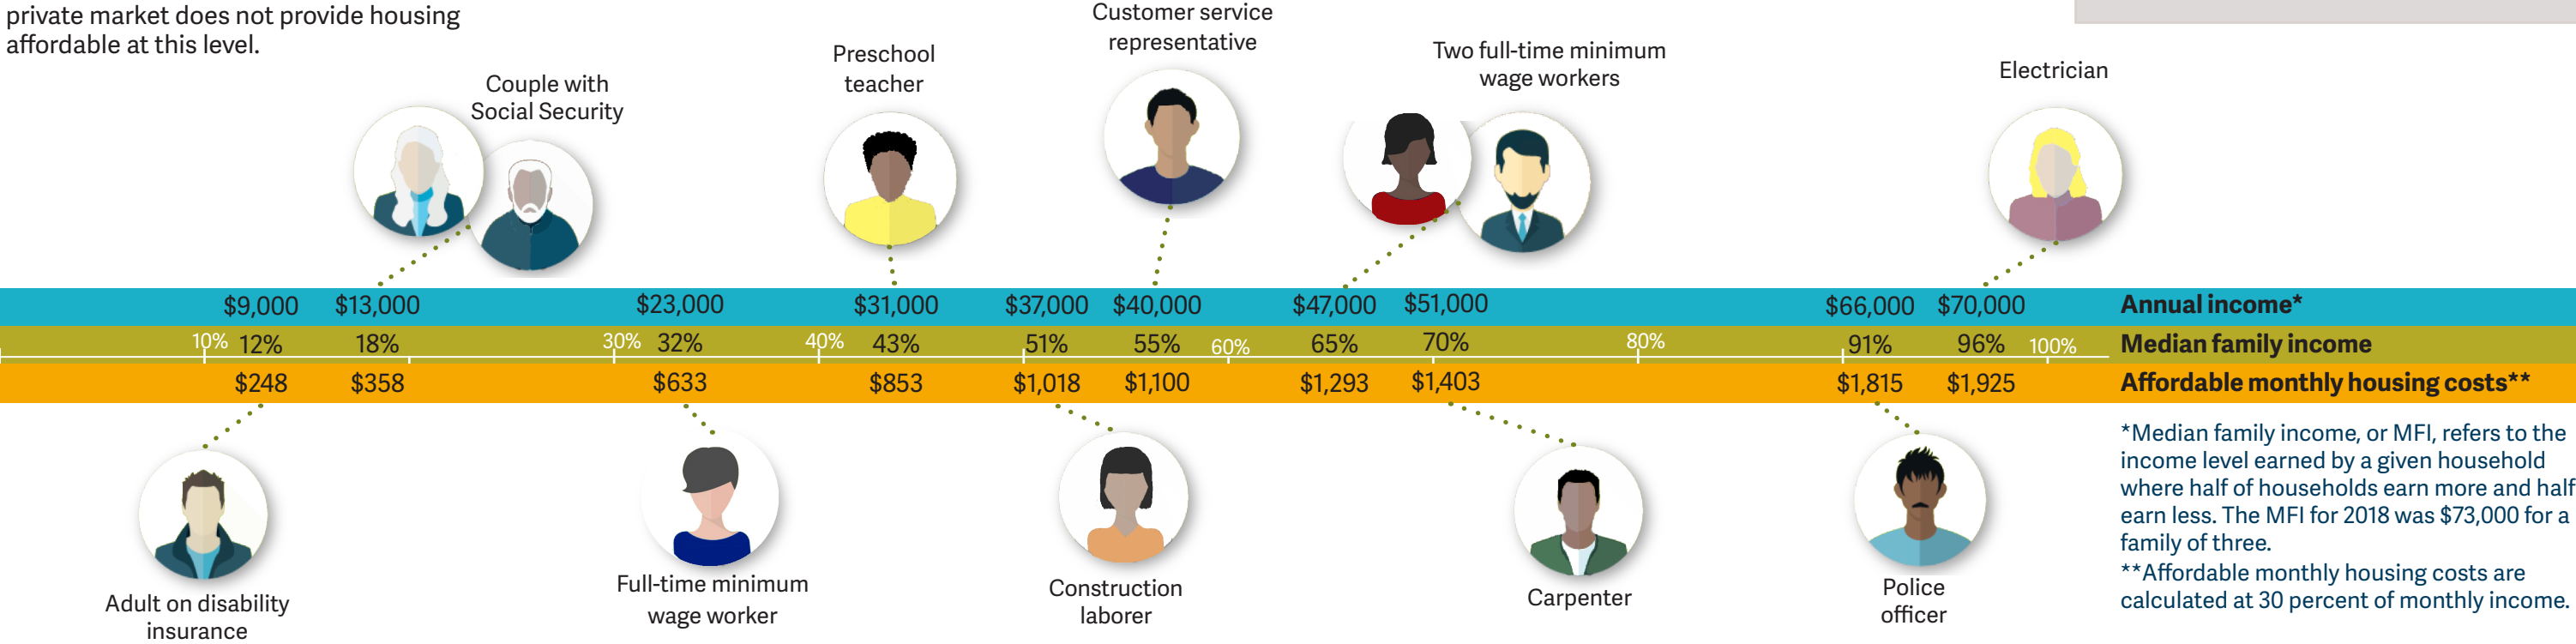 private market does not provide housing
affordable at this level.
Couple with
Social Security
Preschool
teacher
Customer service
representative
Two full-time minimum
wage workers
Electrician
$9,000 $13,000 $23,000 $31,000 $37,000 $40,000 $47,000 $51,000 $66,000 $70,000 Annual income*
10% 12% 18% 30% 32% 40% 43% 51% 55% 60% 65% 70% 80% 91% 96% 100% Median family income
$248 $358 $633 $853 $1,018 $1,100 $1,293 $1,403 $1,815 $1,925 Affordable monthly housing costs**
Adult on disability
insurance
Full-time minimum
wage worker
Construction
laborer
Carpenter
Police
officer
*Median family income, or MFI, refers to the
income level earned by a given household
where half of households earn more and half
earn less. The MFI for 2018 was $73,000 for a
family of three.
**Affordable monthly housing costs are
calculated at 30 percent of monthly income.